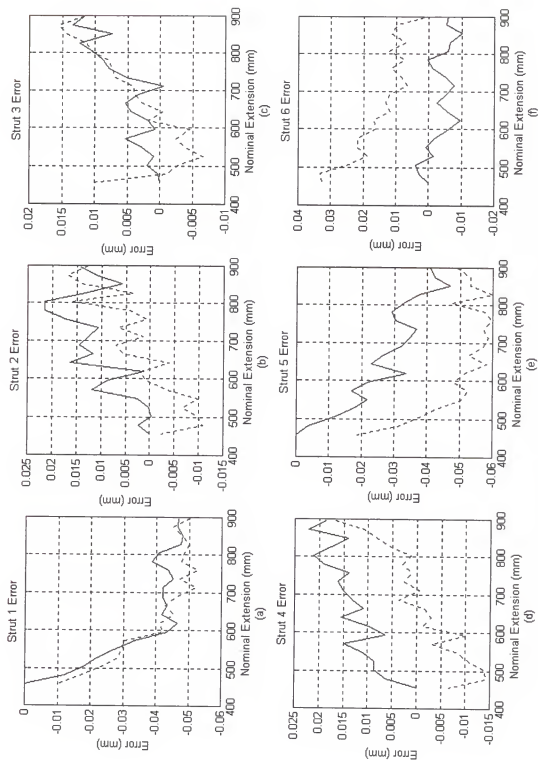 Strut 1 Error
Error (mm)
0
-0.01
-0.02
-0.03
-0.04
-0.05
-0.06
400 500 600 700 800 900
Nominal Extension (mm)
(a)
Strut 2 Error
Error (mm)
0.025
0.02
0.015
0.01
0.005
0
-0.005
-0.01
-0.015
400 500 600 700 800 900
Nominal Extension (mm)
(b)
Strut 3 Error
Error (mm)
0.02
0.015
0.01
0.005
0
-0.005
-0.01
400 500 600 700 800 900
Nominal Extension (mm)
(c)
Strut 4 Error
Error (mm)
0.025
0.02
0.015
0.01
0.005
0
-0.005
-0.01
-0.015
400 500 600 700 800 900
Nominal Extension (mm)
(d)
Strut 5 Error
Error (mm)
0
-0.01
-0.02
-0.03
-0.04
-0.05
-0.06
400 500 600 700 800 900
Nominal Extension (mm)
(e)
Strut 6 Error
Error (mm)
0.04
0.03
0.02
0.01
0
-0.01
-0.02
400 500 600 700 800 900
Nominal Extension (mm)
(f)